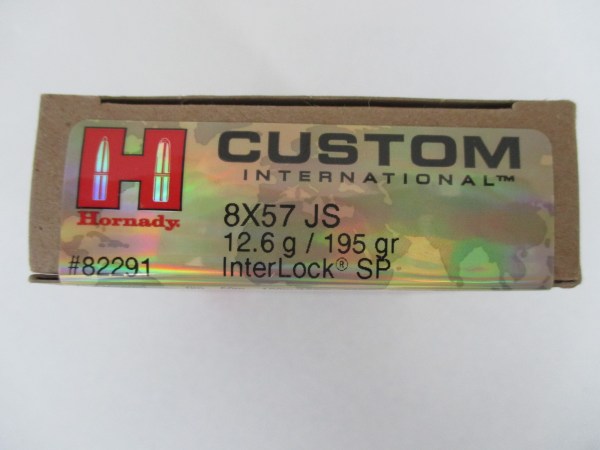 H
Hornady.
CUSTOM
INTERNATIONAL™
8X57 JS
12.6 g / 195 gr
#82291
InterLock® SP